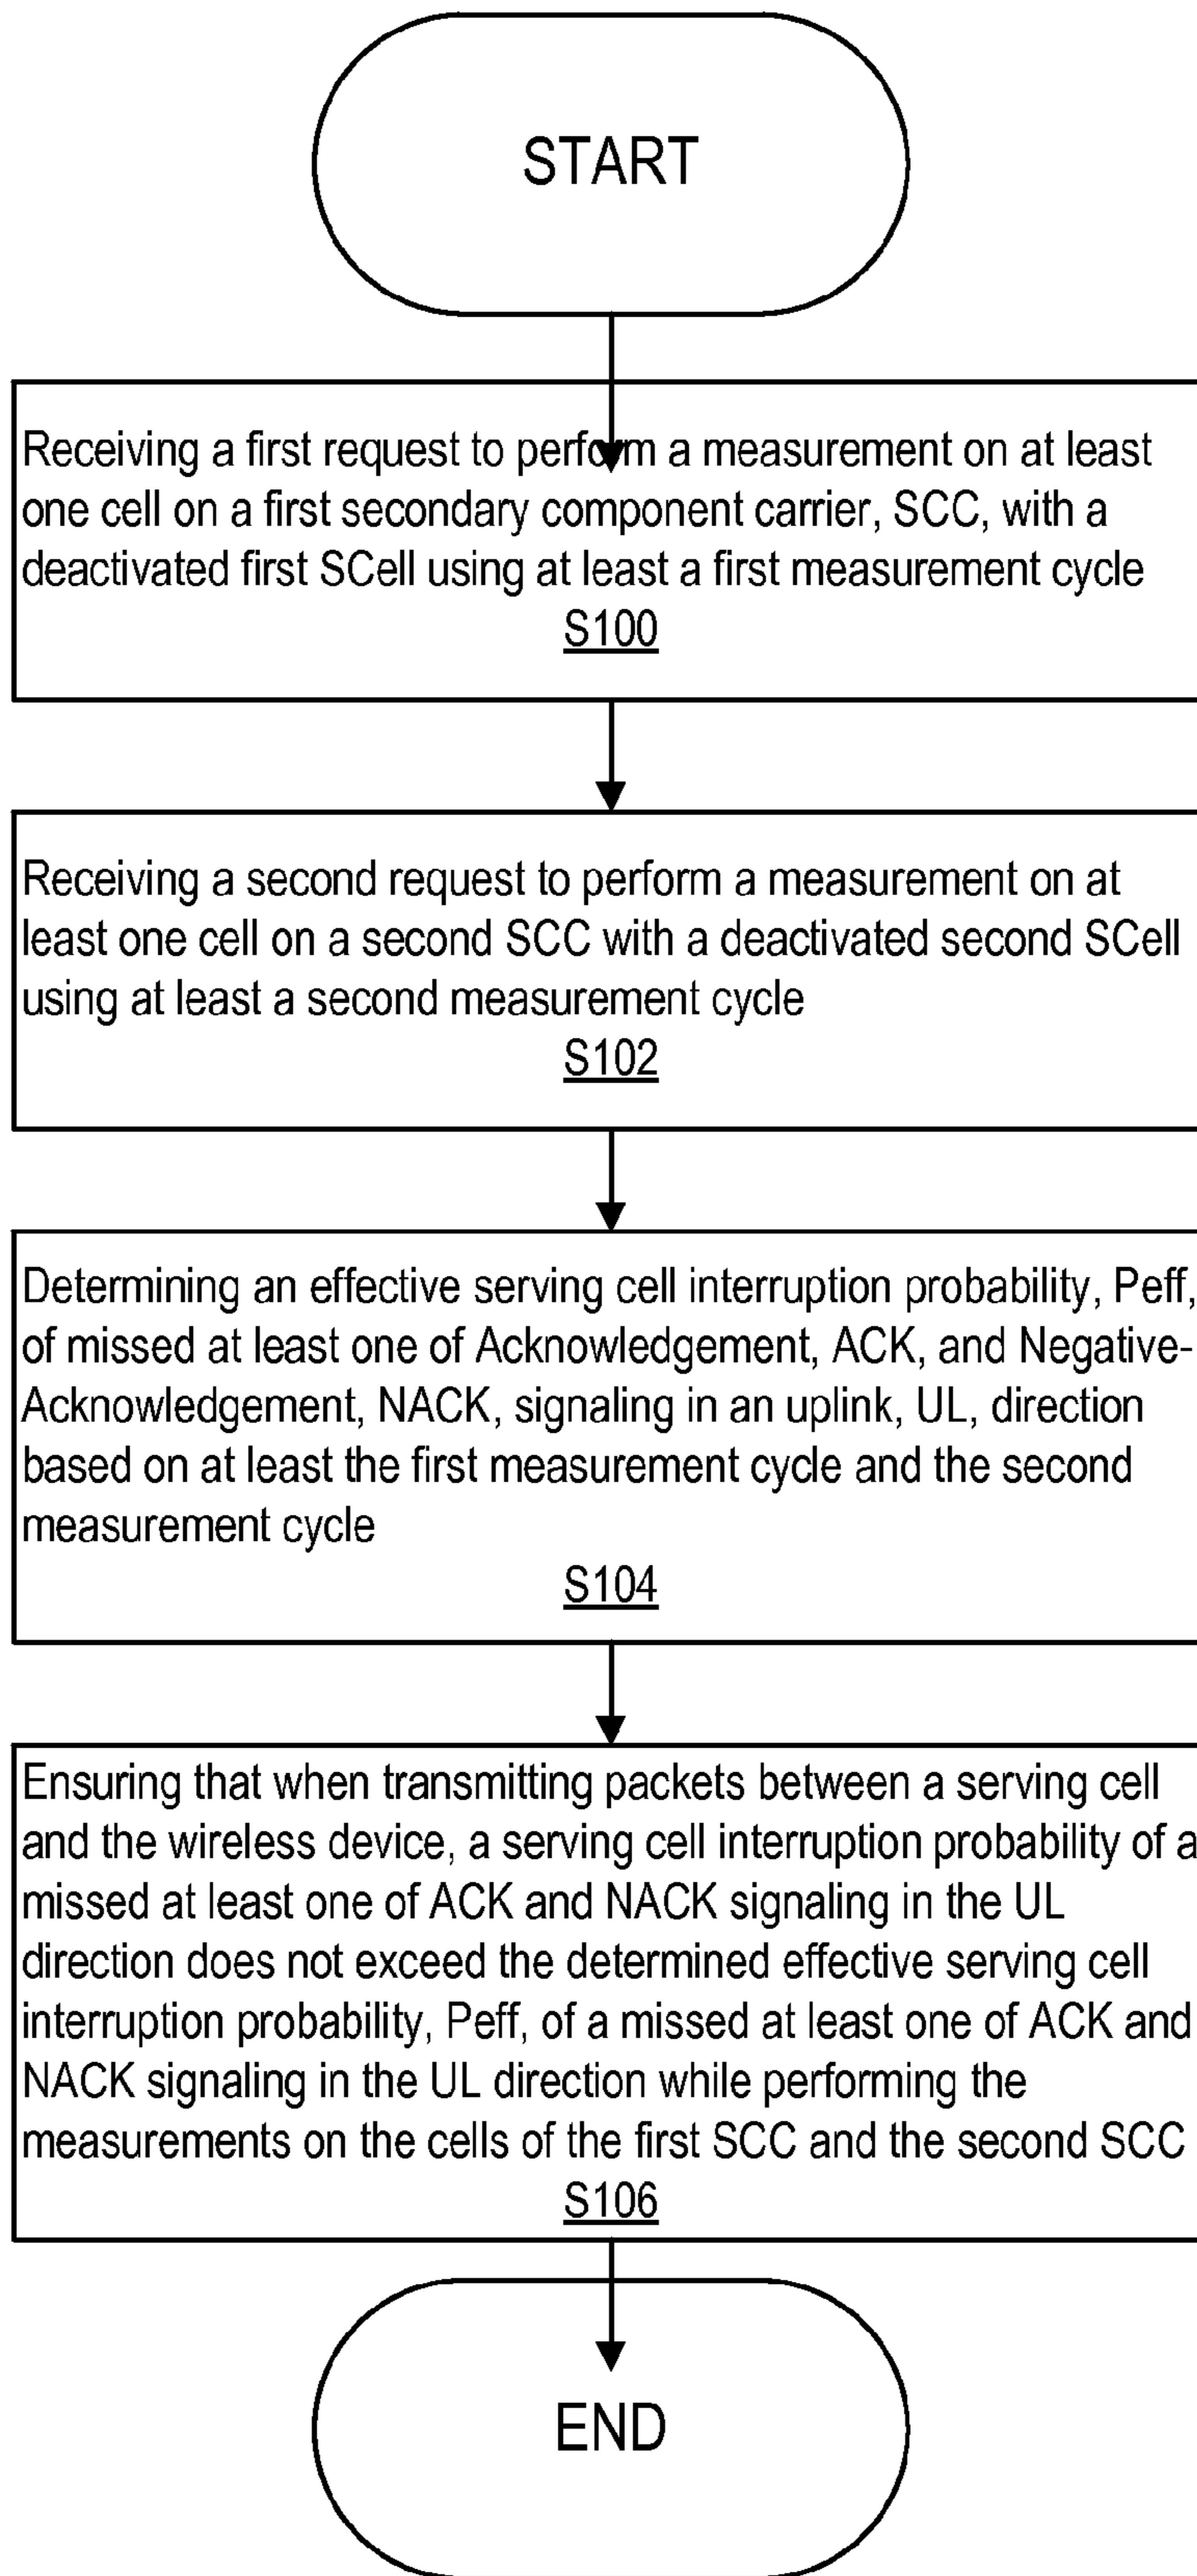 START
Receiving a first request to perform a measurement on at least
one cell on a first secondary component carrier, SCC, with a
deactivated first SCell using at least a first measurement cycle
S100
Receiving a second request to perform a measurement on at
least one cell on a second SCC with a deactivated second SCell
using at least a second measurement cycle
S102
Determining an effective serving cell interruption probability, Peff,
of missed at least one of Acknowledgement, ACK, and Negative-
Acknowledgement, NACK, signaling in an uplink, UL, direction
based on at least the first measurement cycle and the second
measurement cycle
S104
Ensuring that when transmitting packets between a serving cell
and the wireless device, a serving cell interruption probability of a
missed at least one of ACK and NACK signaling in the UL
direction does not exceed the determined effective serving cell
interruption probability, Peff, of a missed at least one of ACK and
NACK signaling in the UL direction while performing the
measurements on the cells of the first SCC and the second SCC
S106
END